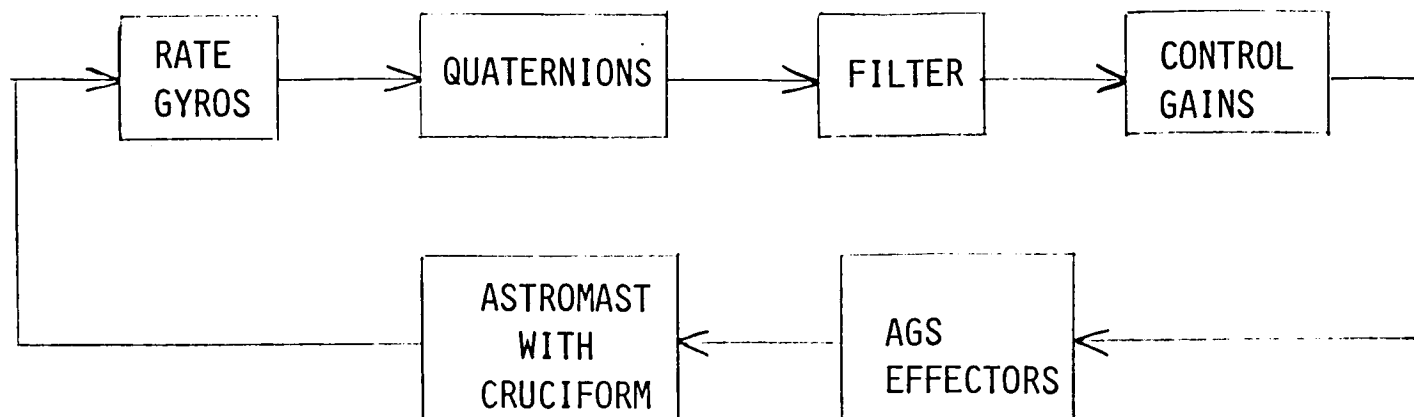 RATE
GYROS
QUATERNIONS
FILTER
CONTROL
GAINS
ASTROMAST
WITH
CRUCIFORM
AGS
EFFECTORS